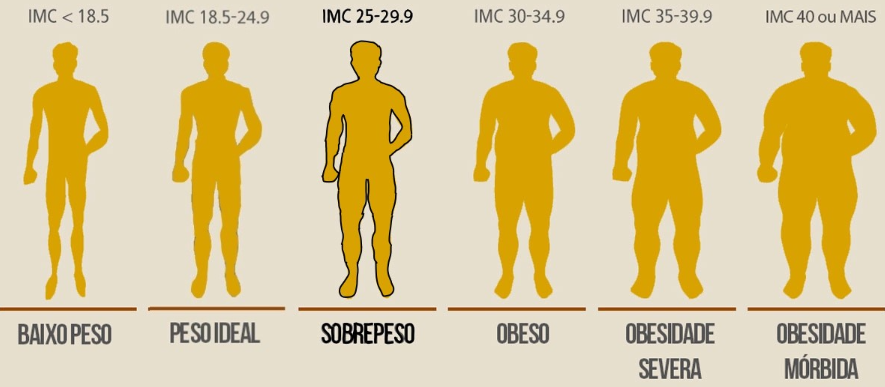 IMC < 18.5
IMC 18.5-24.9
IMC 25-29.9
IMC 30-34.9
IMC 35-39.9
IMC 40 ou MAIS
BAIXO PESO
PESO IDEAL
SOBREPESO
OBESO
OBESIDADE
SEVERA
OBESIDADE
MÓRBIDA